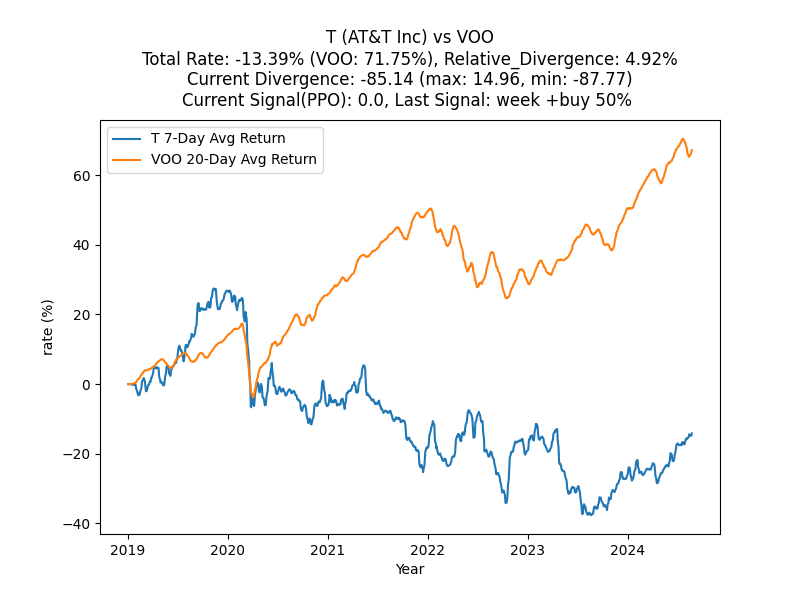 T (AT&T Inc) vs VOO
Total Rate: -13.39% (VOO: 71.75%), Relative_Divergence: 4.92%
Current Divergence: -85.14 (max: 14.96, min: -87.77)
Current Signal(PPO): 0.0, Last Signal: week +buy 50%
T 7-Day Avg Return
VOO 20-Day Avg Return
rate (%)
60
40
20
0
−20
−40
2019 2020 2021 2022 2023 2024
Year